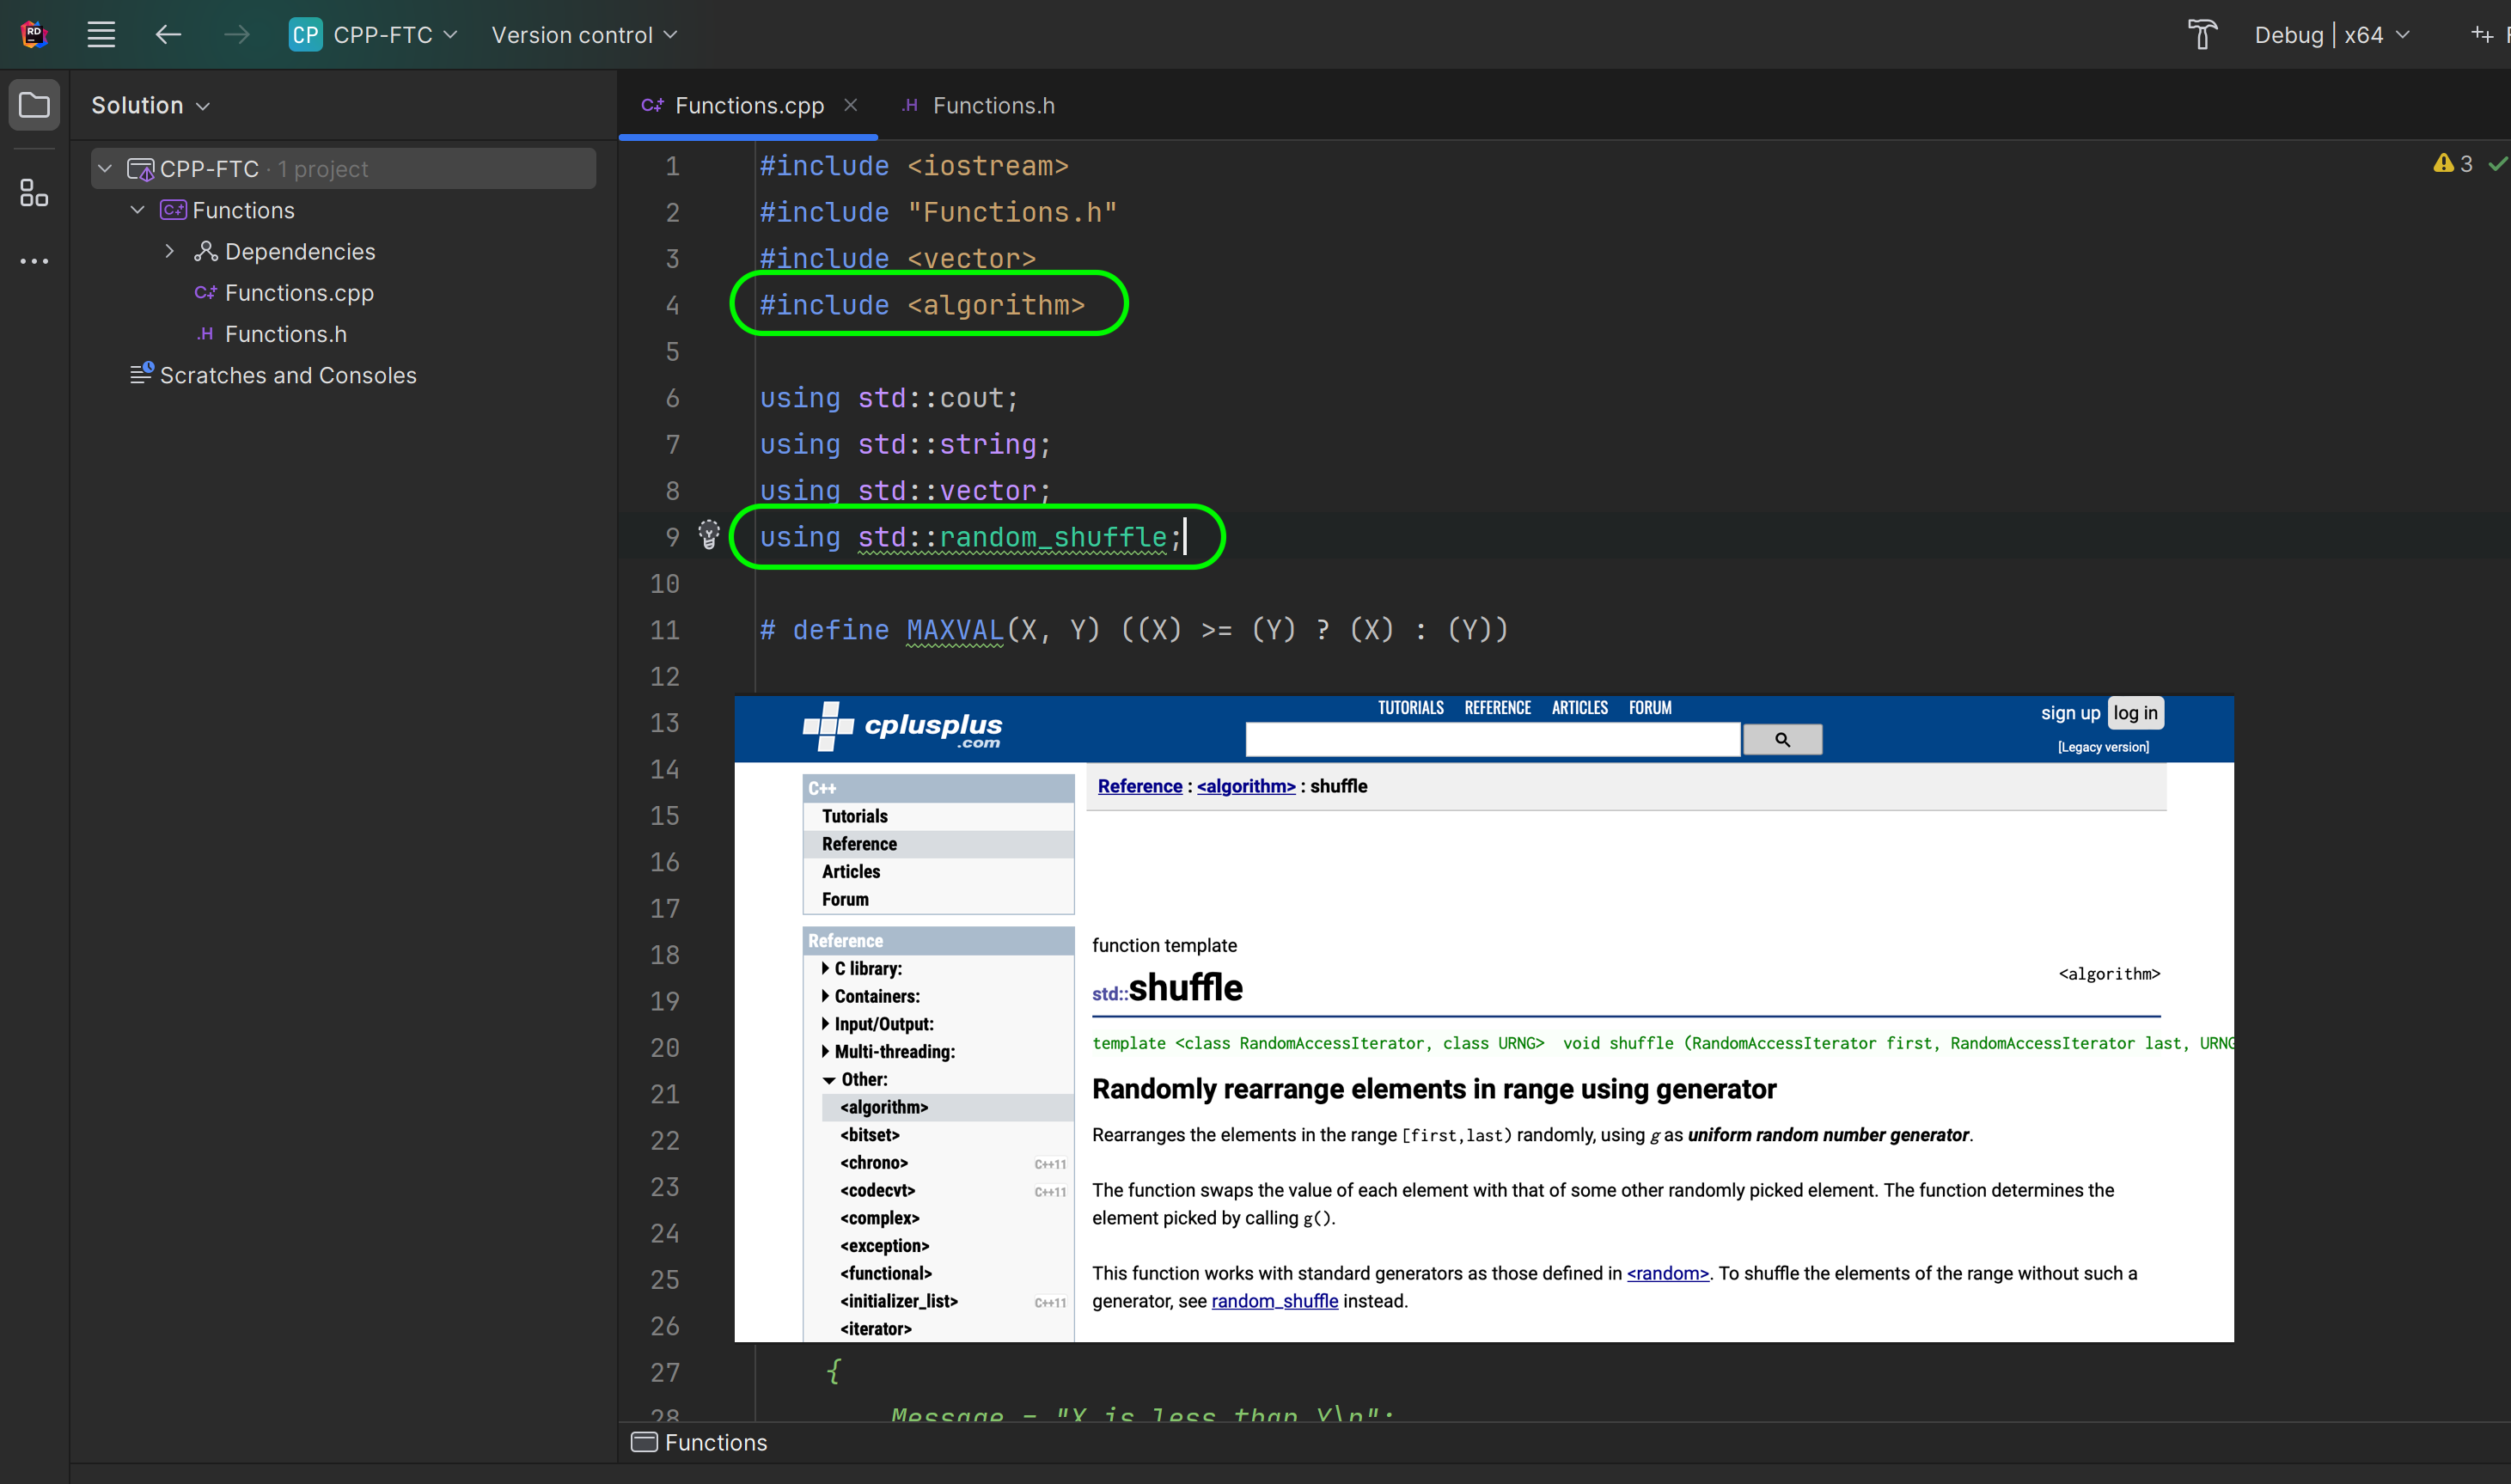 RD
CP CPP-FTC Version control
Debug | x64
Solution
CPP-FTC · 1 project
Functions
Dependencies
Functions.cpp
Functions.h
Scratches and Consoles
Functions.cpp Functions.h
3
1 #include <iostream>
2 #include "Functions.h"
3 #include <vector>
4 #include <algorithm>
5
6 using std::cout;
7 using std::string;
8 using std::vector;
9 using std::random_shuffle;
10
11 # define MAXVAL(X, Y) ((X) >= (Y) ? (X) : (Y))
12
13
14
15
16
17
18
19
20
21
22
23
24
25
26
27 {
28 Message = "X is less than Y\n";
cplusplus
.com
TUTORIALS REFERENCE ARTICLES FORUM
sign up log in
[Legacy version]
C++
Tutorials
Reference
Articles
Forum
Reference
C library:
Containers:
Input/Output:
Multi-threading:
Other:
<algorithm>
<bitset>
<chrono> C++11
<codecvt> C++11
<complex>
<exception>
<functional>
<initializer_list> C++11
<iterator>
Reference : <algorithm> : shuffle
function template
<algorithm>
std::shuffle
template <class RandomAccessIterator, class URNG> void shuffle (RandomAccessIterator first, RandomAccessIterator last, URNG
Randomly rearrange elements in range using generator
Rearranges the elements in the range [first,last) randomly, using g as uniform random number generator.
The function swaps the value of each element with that of some other randomly picked element. The function determines the
element picked by calling g().
This function works with standard generators as those defined in <random>. To shuffle the elements of the range without such a
generator, see random_shuffle instead.
Functions